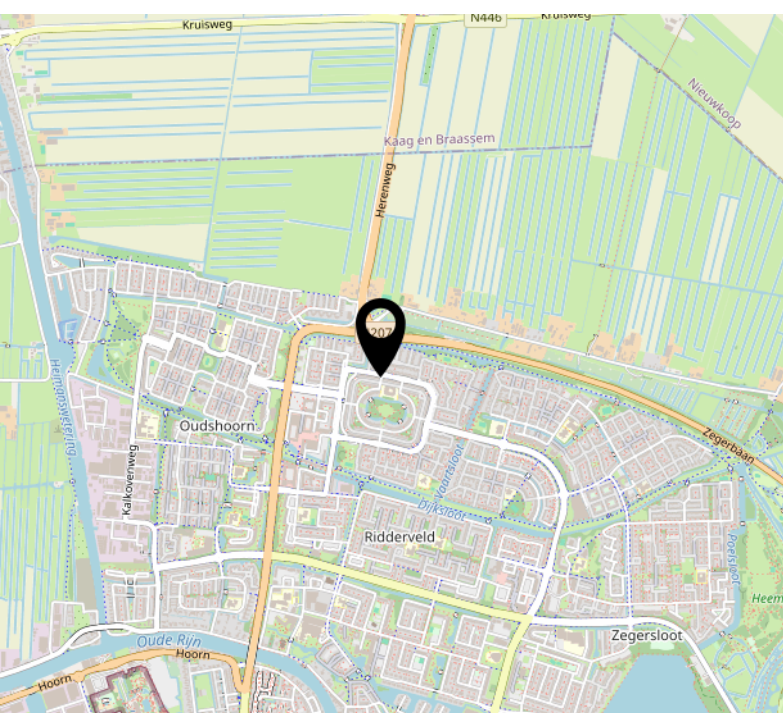 Kruisweg
N446
Kruisweg
Nieuwkoop
Kaag en Braassem
Herenweg
207
Heimanswetering
Oudshoorn
Zegerbaan
Kalkovenweg
Vaartsloot
Dijksloot
Ridderveld
Poelsloot
Heem
Zegersloot
Oude Rijn
Hoorn
Hoorn